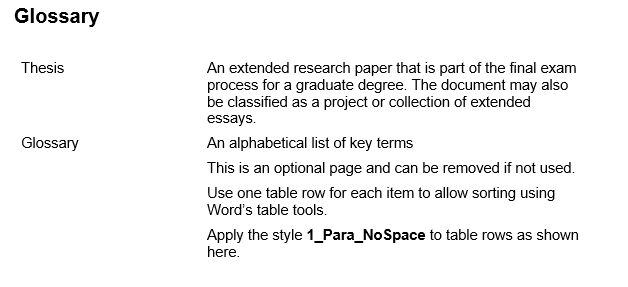 Glossary
Thesis An extended research paper that is part of the final exam
process for a graduate degree. The document may also
be classified as a project or collection of extended
essays.
Glossary An alphabetical list of key terms
This is an optional page and can be removed if not used.
Use one table row for each item to allow sorting using
Word’s table tools.
Apply the style 1_Para_NoSpace to table rows as shown
here.